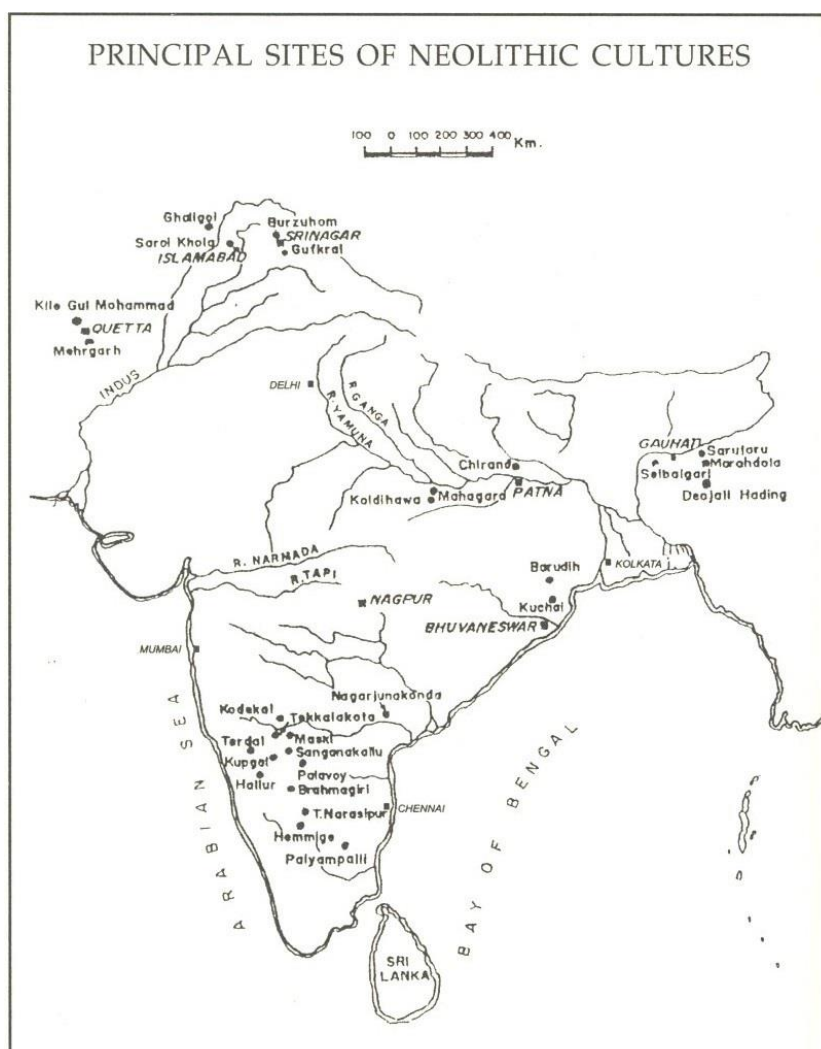 PRINCIPAL SITES OF NEOLITHIC CULTURES
100 0 100 200 300 400 Km.
Ghaligoi
Burzuhom
Sarol Khola
SRINAGAR
ISLAMABAD
Gufkral
Kile Gul Mohammad
QUETTA
Mehrgarh
INDUS
DELHI
R. GANGA
R. YAMUNA
GAUHATI
Sarutaru
Chirand
Marahdola
Selbalgari
Koldihawa
Mahagara
PATNA
Deojali Hading
R. NARMADA
R. TAPI
Barudih
KOLKATA
NAGPUR
Kuchai
BHUVANESWAR
MUMBAI
Nagarjunakonda
Kodekal
Tekkalakota
Terdal
Maski
Kupgal
Sanganakallu
Palavoy
Hallur
Brahmagiri
T. Narasipur
CHENNAI
Hemmige
Paiyampalli
ARABIAN SEA
BAY OF BENGAL
SRI
LANKA